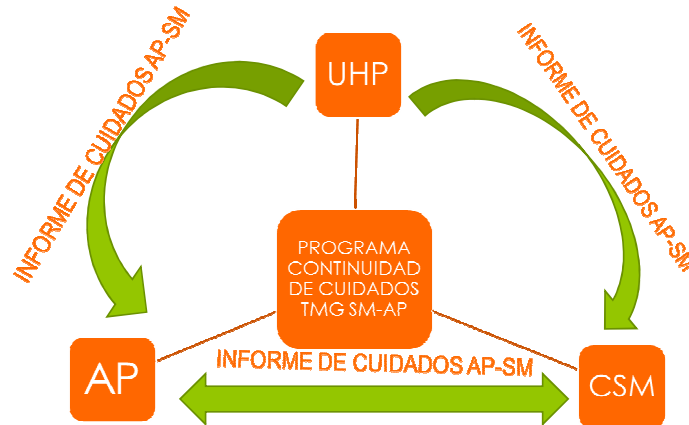 UHP
INFORME DE CUIDADOS AP-SM
INFORME DE CUIDADOS AP-SM
PROGRAMA
CONTINUIDAD
DE CUIDADOS
TMG SM-AP
INFORME DE CUIDADOS AP-SM
AP
CSM